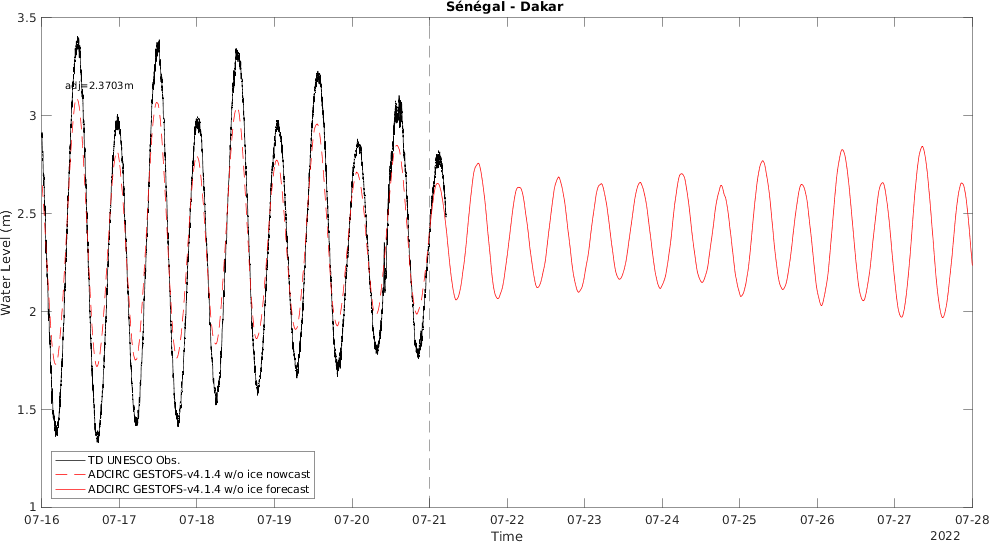 Sénégal - Dakar
3.5
3
2.5
2
1.5
1
Water Level (m)
adj=2.3703m
TD UNESCO Obs.
ADCIRC GESTOFS-v4.1.4 w/o ice nowcast
ADCIRC GESTOFS-v4.1.4 w/o ice forecast
07-16 07-17 07-18 07-19 07-20 07-21 07-22 07-23 07-24 07-25 07-26 07-27 07-28
Time
2022